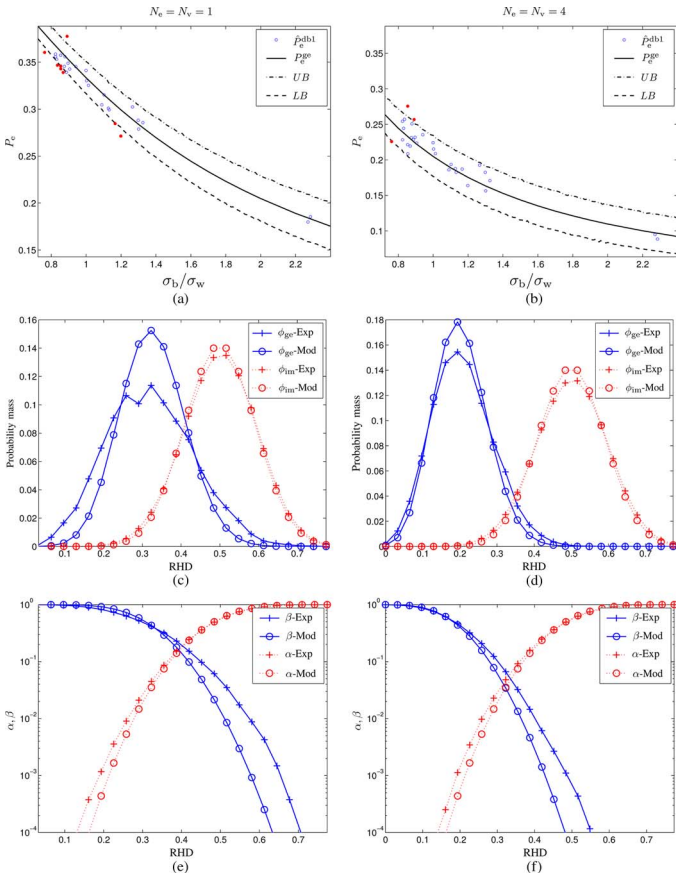 N_e = N_v = 1
N_e = N_v = 4
0.35
0.3
0.25
0.2
0.15
P_e
P̂_e^db1
P_e^ge
UB
LB
0.8 1 1.2 1.4 1.6 1.8 2 2.2
σ_b/σ_w
(a)
0.35
0.3
0.25
0.2
0.15
0.1
P_e
P̂_e^db1
P_e^ge
UB
LB
0.8 1 1.2 1.4 1.6 1.8 2 2.2
σ_b/σ_w
(b)
0.16
0.14
0.12
0.10
0.08
0.06
0.04
0.02
0
Probability mass
ϕ_ge-Exp
ϕ_ge-Mod
ϕ_im-Exp
ϕ_im-Mod
0.1 0.2 0.3 0.4 0.5 0.6 0.7
RHD
(c)
0.18
0.16
0.14
0.12
0.10
0.08
0.06
0.04
0.02
Probability mass
ϕ_ge-Exp
ϕ_ge-Mod
ϕ_im-Exp
ϕ_im-Mod
0 0.1 0.2 0.3 0.4 0.5 0.6 0.7
RHD
(d)
10^0
10^-1
10^-2
10^-3
10^-4
α, β
β-Exp
β-Mod
α-Exp
α-Mod
0.1 0.2 0.3 0.4 0.5 0.6 0.7
RHD
(e)
10^0
10^-1
10^-2
10^-3
10^-4
α, β
β-Exp
β-Mod
α-Exp
α-Mod
0 0.1 0.2 0.3 0.4 0.5 0.6 0.7
RHD
(f)